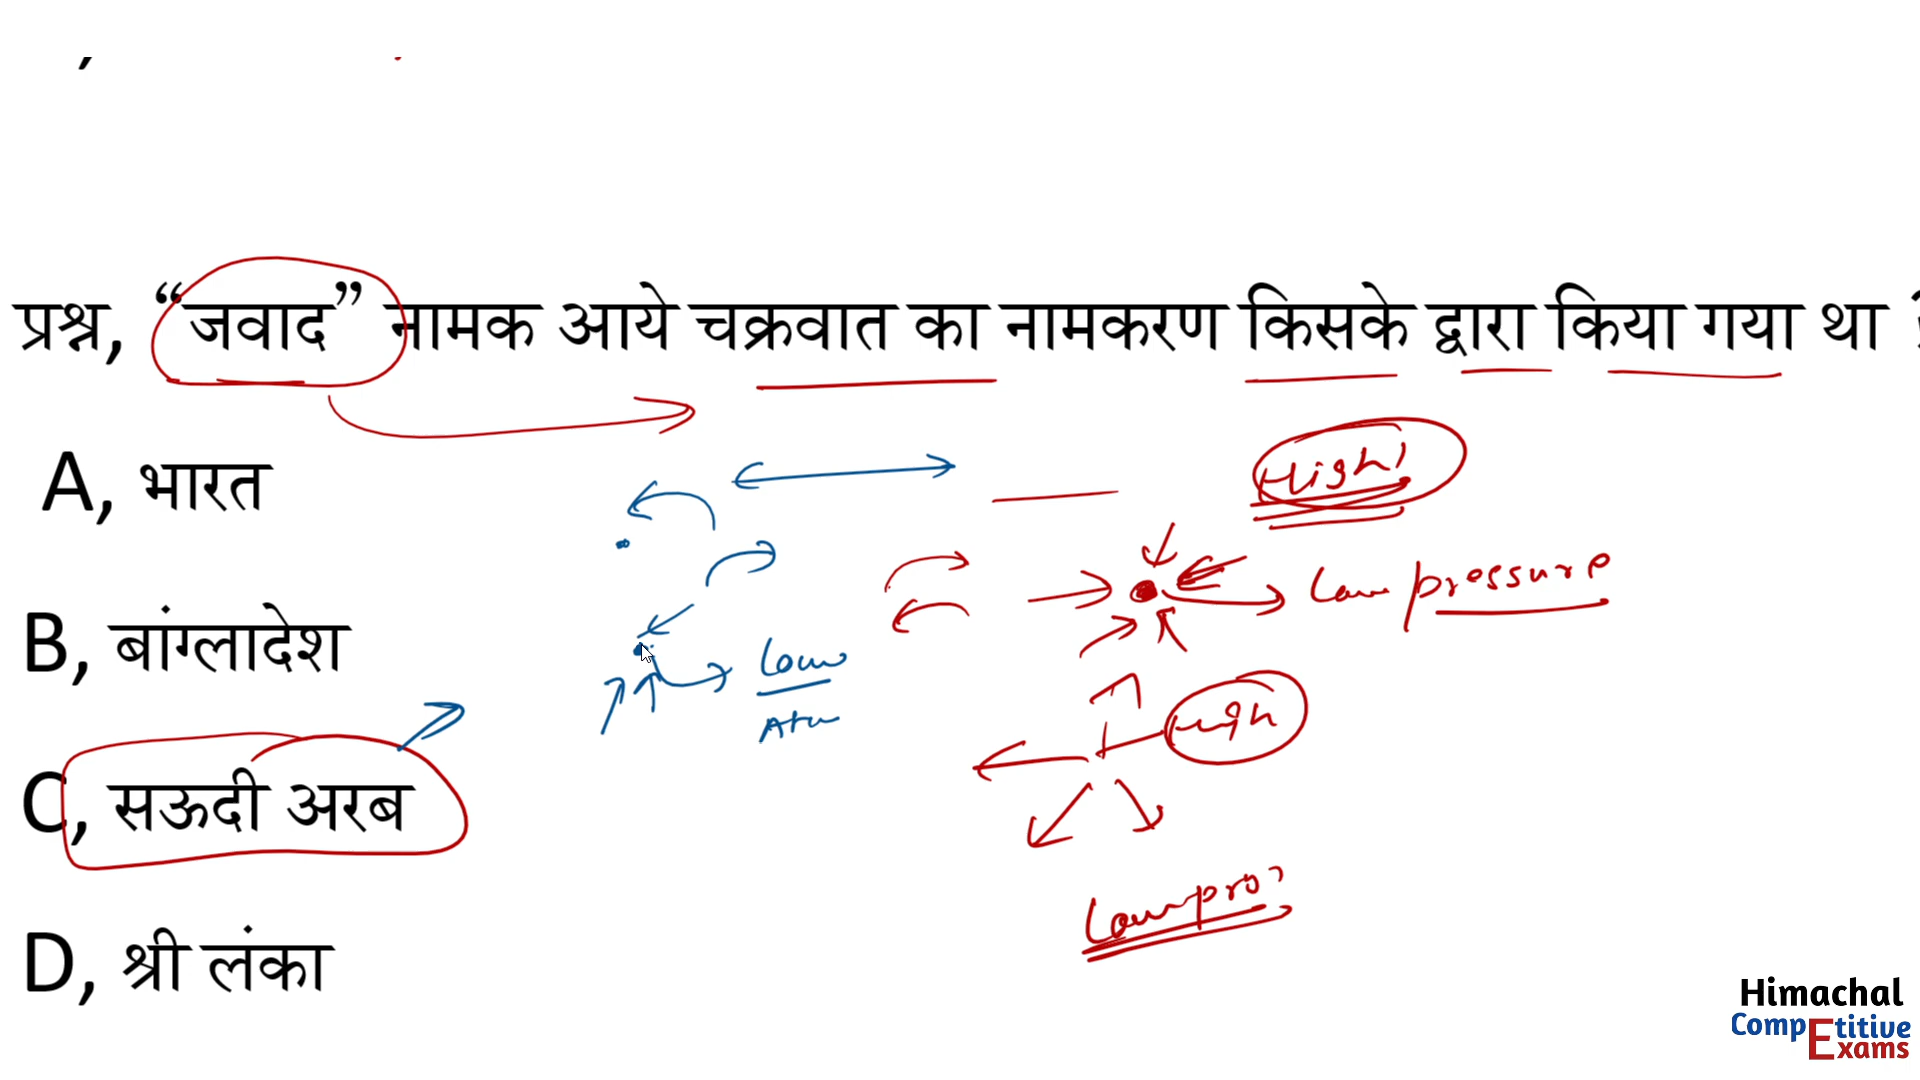 प्रश्न, “जवाद” नामक आये चक्रवात का नामकरण किसके द्वारा किया गया था ?
A, भारत
B, बांग्लादेश
C, सऊदी अरब
D, श्री लंका
High
Low pressure
Low
High
Himachal
CompEtitive
Exams